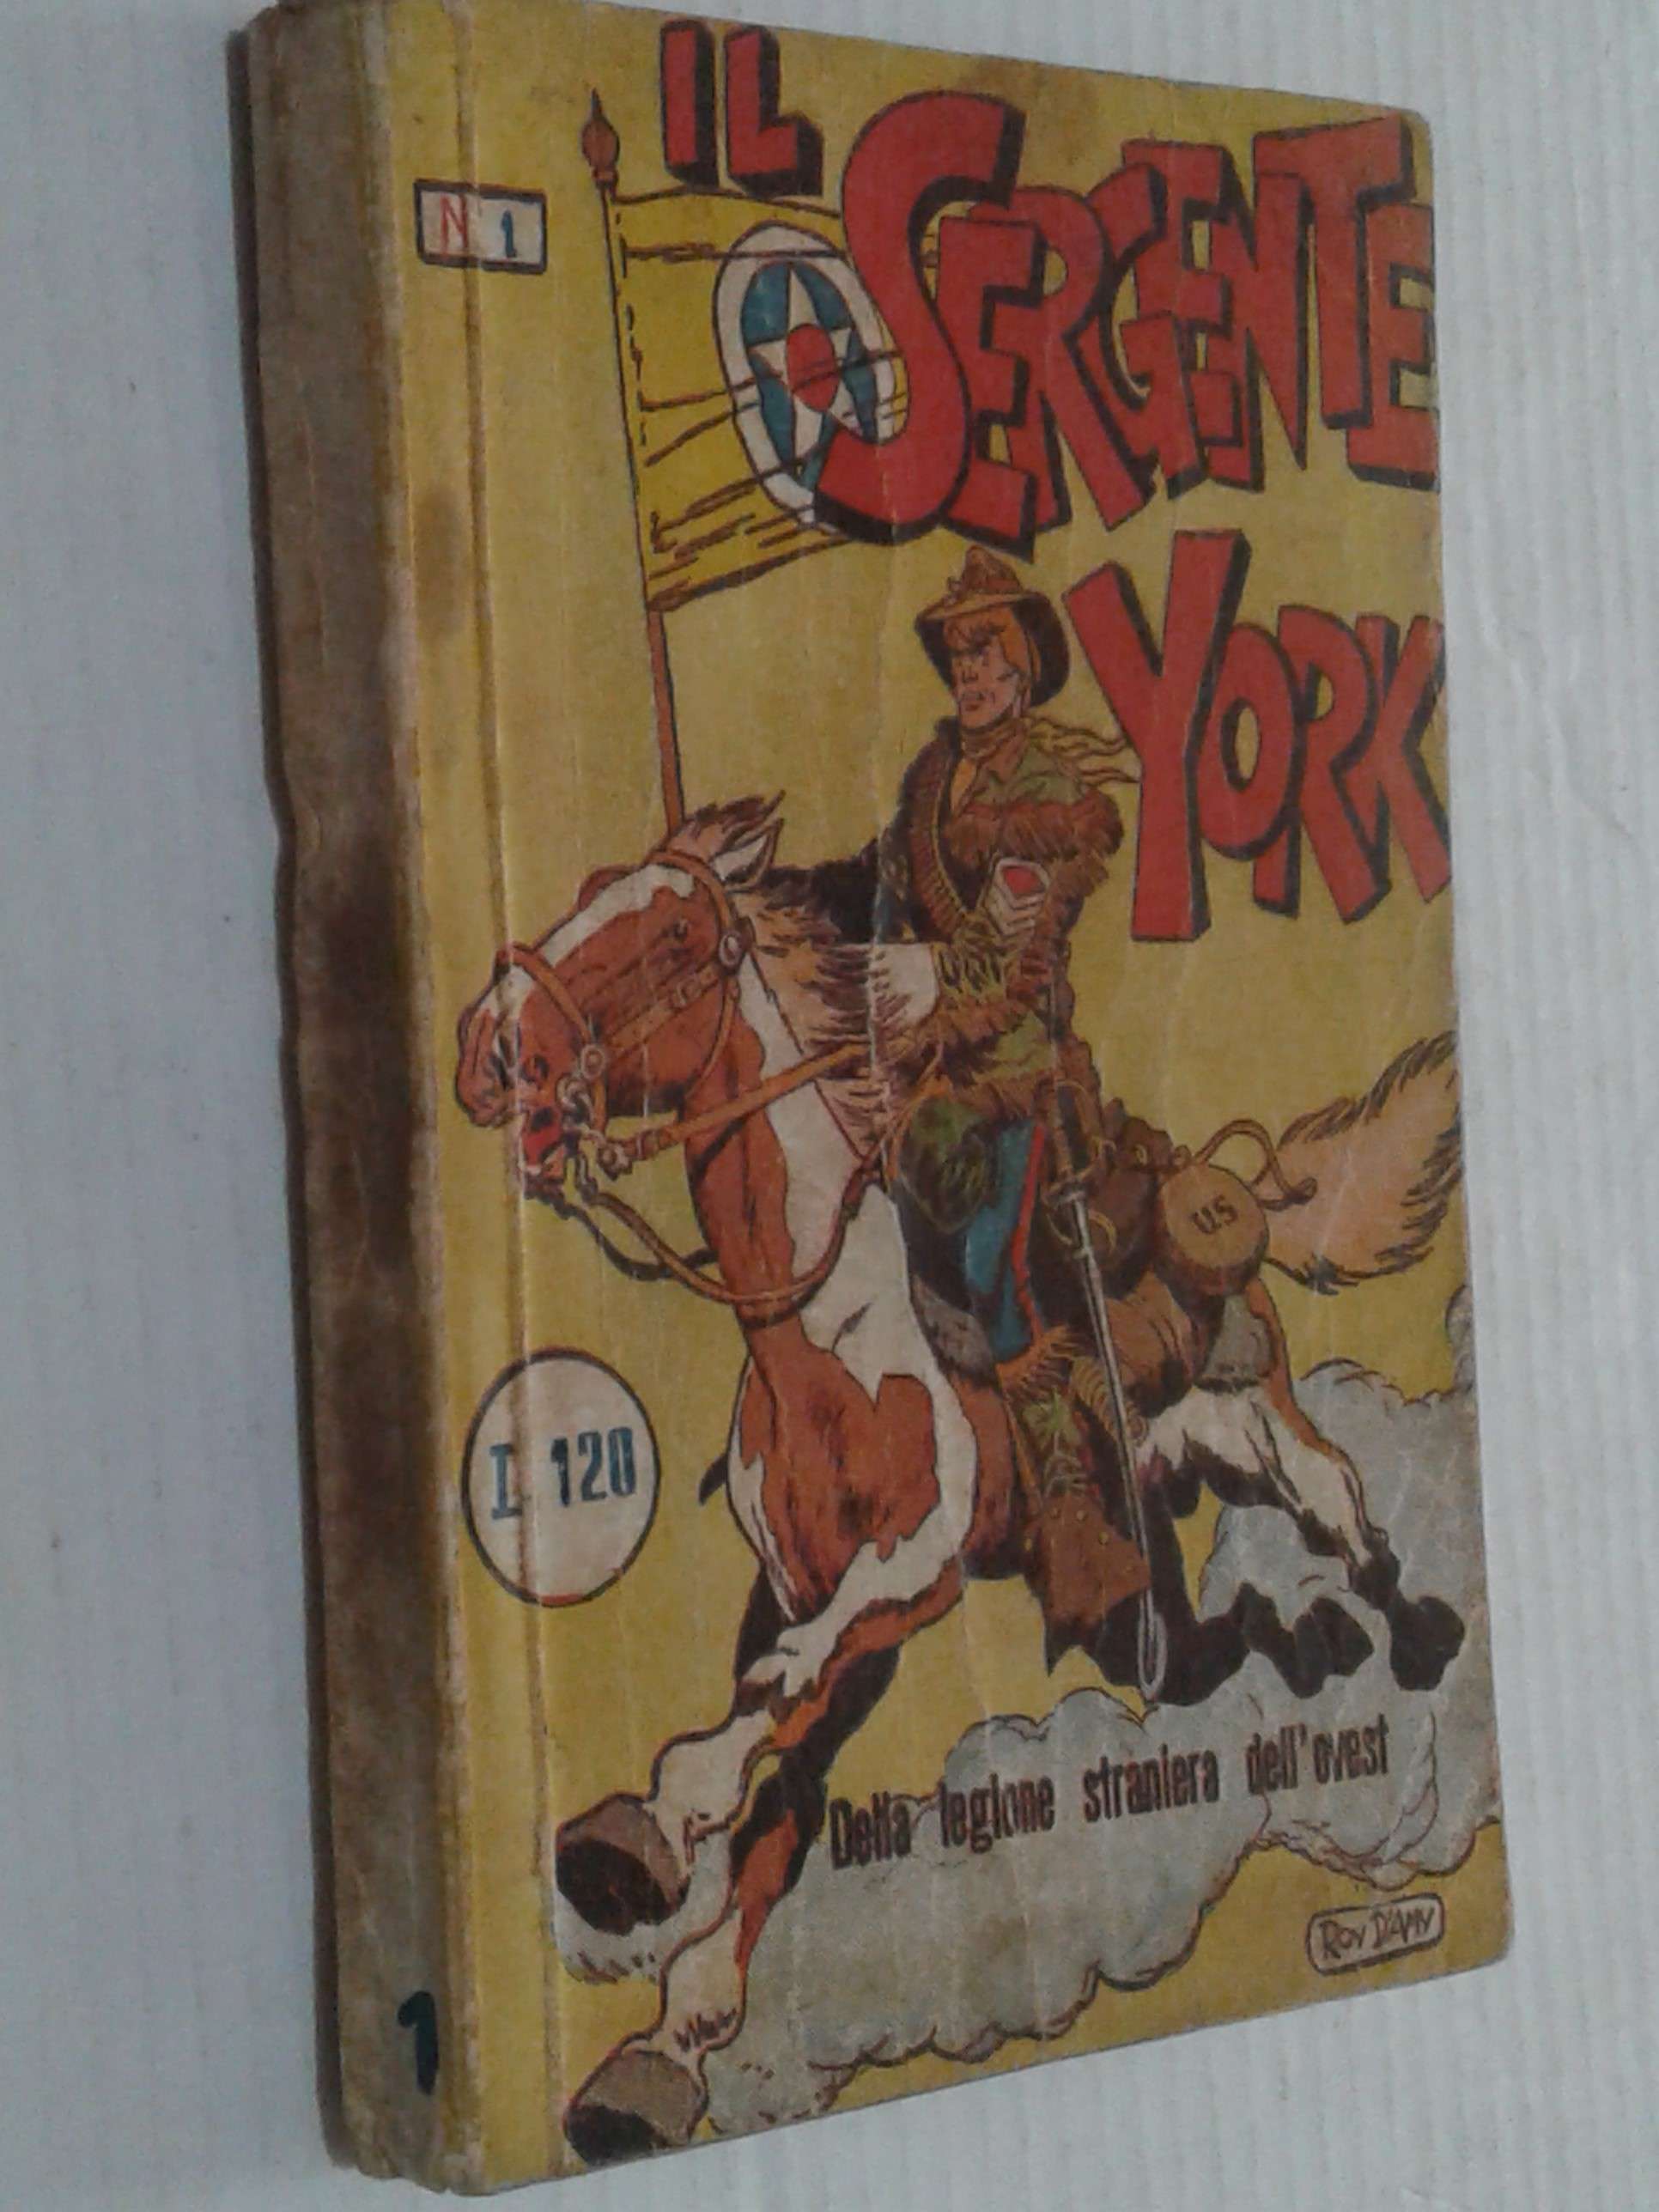 IL
SERGENTE
YORK
N 1
US
L 120
Della legione straniera dell'ovest
ROY D'AMY
1